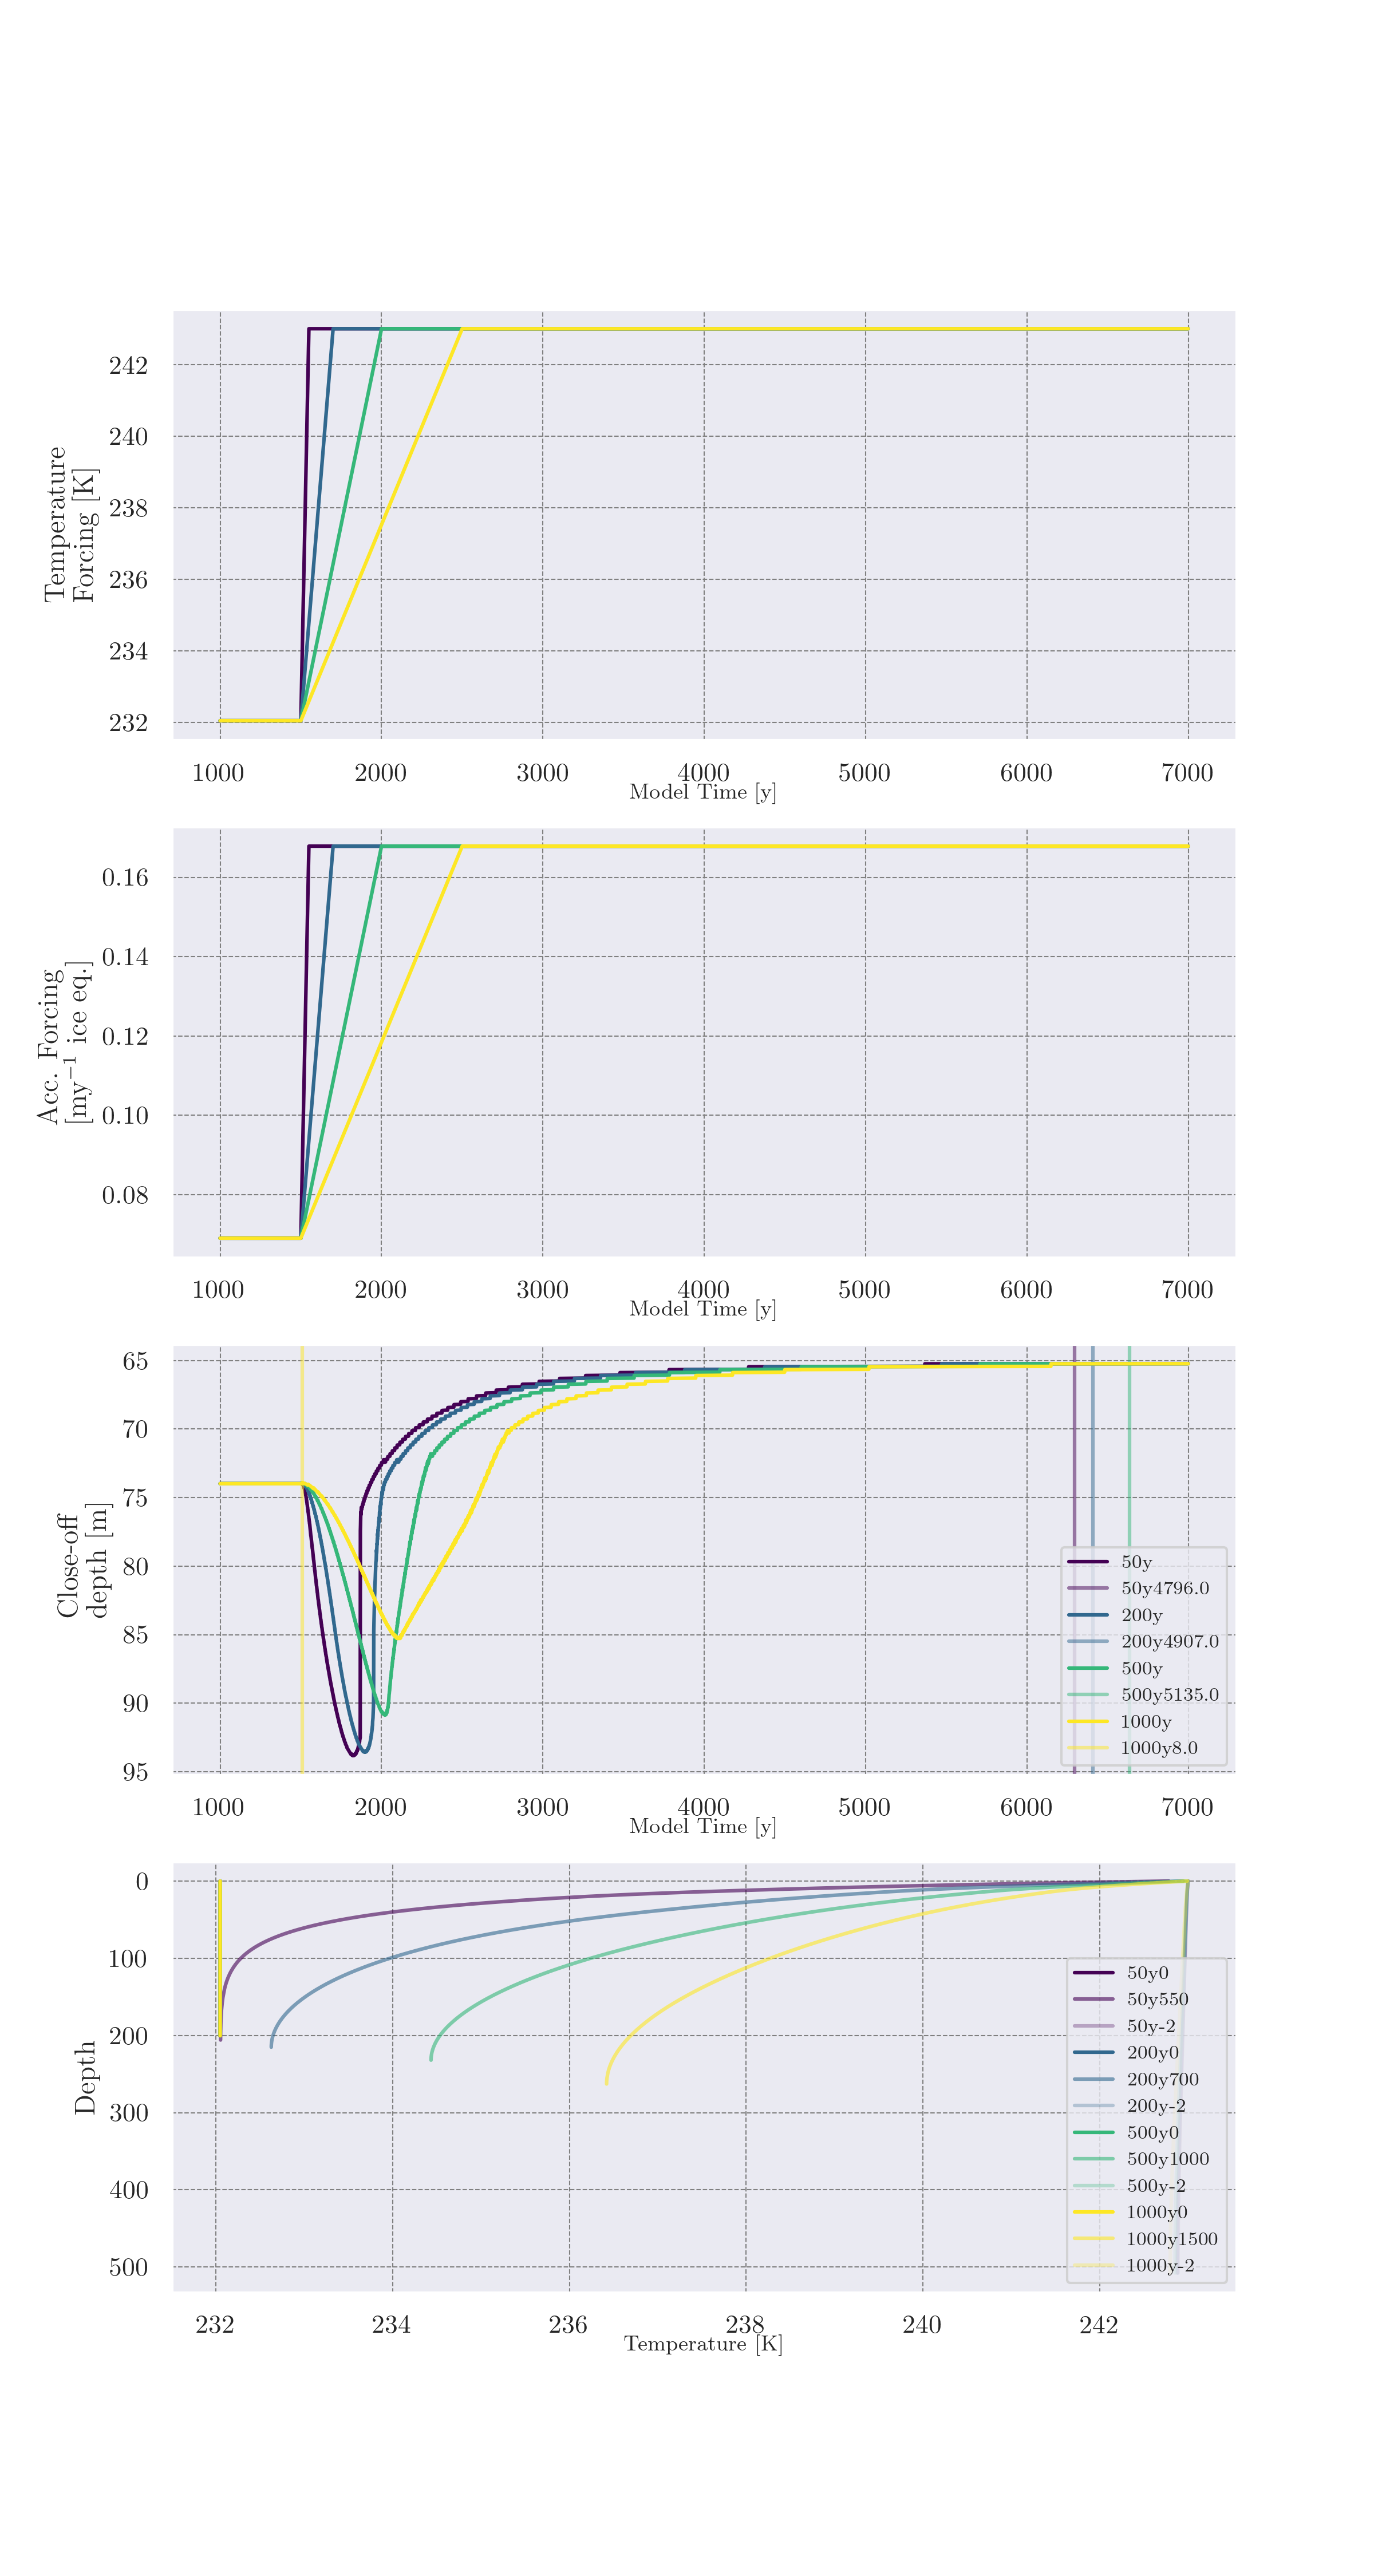 242
240
238
236
234
232
Temperature
Forcing [K]
1000 2000 3000 4000 5000 6000 7000
Model Time [y]
0.16
0.14
0.12
0.10
0.08
Acc. Forcing
[my⁻¹ ice eq.]
1000 2000 3000 4000 5000 6000 7000
Model Time [y]
65
70
75
80
85
90
95
Close-off
depth [m]
50y
50y4796.0
200y
200y4907.0
500y
500y5135.0
1000y
1000y8.0
1000 2000 3000 4000 5000 6000 7000
Model Time [y]
0
100
200
300
400
500
Depth
50y0
50y550
50y-2
200y0
200y700
200y-2
500y0
500y1000
500y-2
1000y0
1000y1500
1000y-2
232 234 236 238 240 242
Temperature [K]